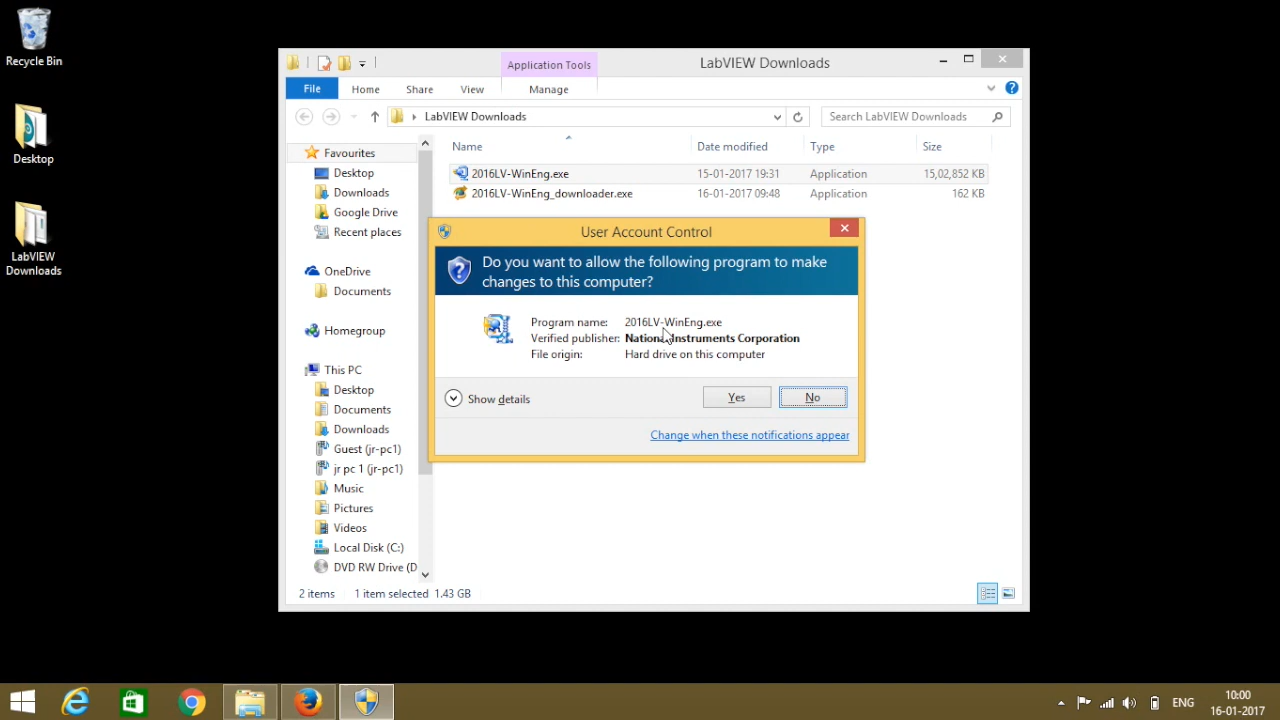 Recycle Bin
Desktop
LabVIEW
Downloads
Application Tools
LabVIEW Downloads
File
Home
Share
View
Manage
LabVIEW Downloads
Search LabVIEW Downloads
Name
Date modified
Type
Size
2016LV-WinEng.exe
15-01-2017 19:31
Application
15,02,852 KB
2016LV-WinEng_downloader.exe
16-01-2017 09:48
Application
162 KB
Favourites
Desktop
Downloads
Google Drive
Recent places
OneDrive
Documents
Homegroup
This PC
Desktop
Documents
Downloads
Guest (jr-pc1)
jr pc 1 (jr-pc1)
Music
Pictures
Videos
Local Disk (C:)
DVD RW Drive (D
User Account Control
Do you want to allow the following program to make
changes to this computer?
Program name: 2016LV-WinEng.exe
Verified publisher: National Instruments Corporation
File origin: Hard drive on this computer
Show details
Yes
No
Change when these notifications appear
2 items
1 item selected 1.43 GB
ENG
10:00
16-01-2017